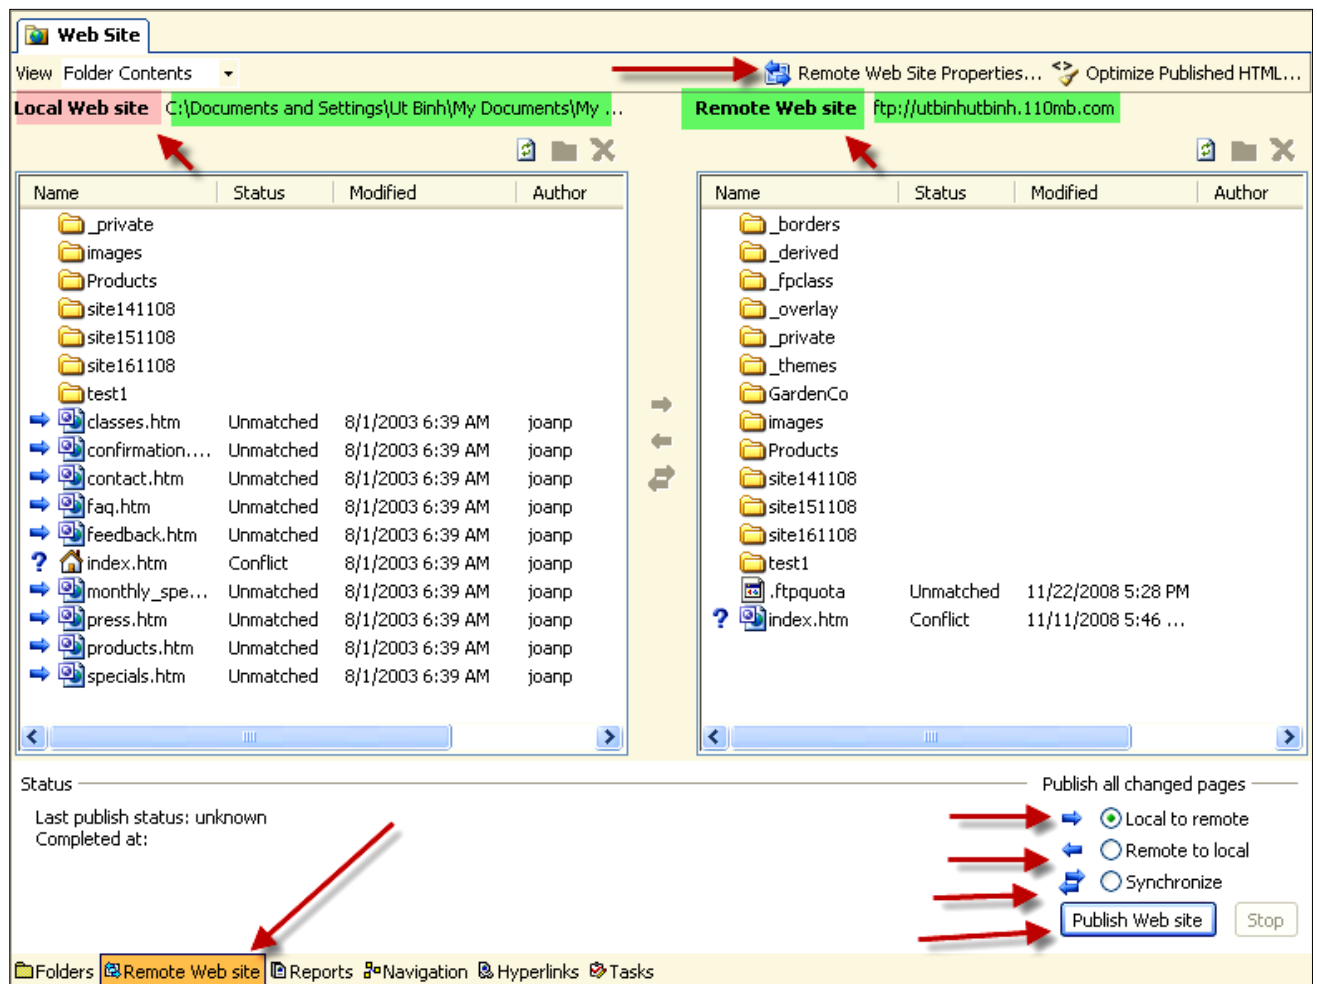 Web Site
View Folder Contents
Remote Web Site Properties... Optimize Published HTML...
Local Web site C:\Documents and Settings\Ut Binh\My Documents\My ...
Remote Web site ftp://utbinhutbinh.110mb.com
Name Status Modified Author
_private
images
Products
site141108
site151108
site161108
test1
classes.htm Unmatched 8/1/2003 6:39 AM joanp
confirmation.... Unmatched 8/1/2003 6:39 AM joanp
contact.htm Unmatched 8/1/2003 6:39 AM joanp
faq.htm Unmatched 8/1/2003 6:39 AM joanp
feedback.htm Unmatched 8/1/2003 6:39 AM joanp
? index.htm Conflict 8/1/2003 6:39 AM joanp
monthly_spe... Unmatched 8/1/2003 6:39 AM joanp
press.htm Unmatched 8/1/2003 6:39 AM joanp
products.htm Unmatched 8/1/2003 6:39 AM joanp
specials.htm Unmatched 8/1/2003 6:39 AM joanp
Name Status Modified Author
_borders
_derived
_fpclass
_overlay
_private
_themes
GardenCo
images
Products
site141108
site151108
site161108
test1
.ftpquota Unmatched 11/22/2008 5:28 PM
? index.htm Conflict 11/11/2008 5:46 ...
Status
Last publish status: unknown
Completed at:
Publish all changed pages
Local to remote
Remote to local
Synchronize
Publish Web site Stop
Folders Remote Web site Reports Navigation Hyperlinks Tasks